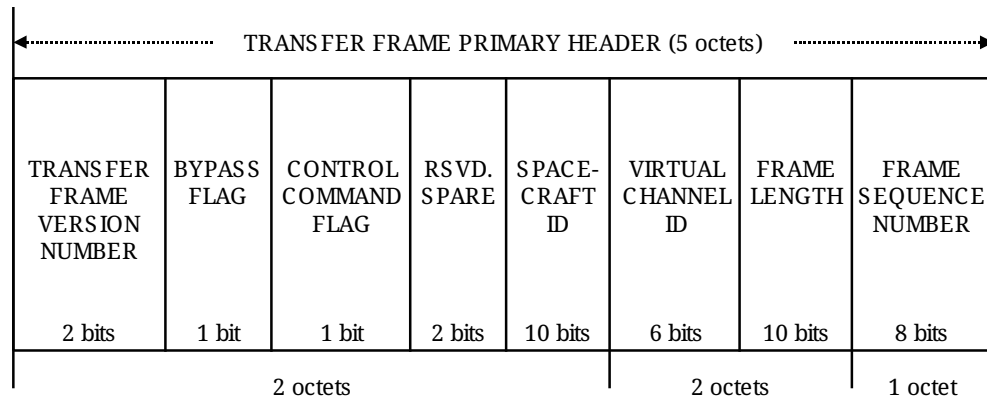 TRANSFER FRAME PRIMARY HEADER (5 octets)
TRANSFER
FRAME
VERSION
NUMBER
BYPASS
FLAG
CONTROL
COMMAND
FLAG
RSVD.
SPARE
SPACE-
CRAFT
ID
VIRTUAL
CHANNEL
ID
FRAME
LENGTH
FRAME
SEQUENCE
NUMBER
2 bits
1 bit
1 bit
2 bits
10 bits
6 bits
10 bits
8 bits
2 octets
2 octets
1 octet